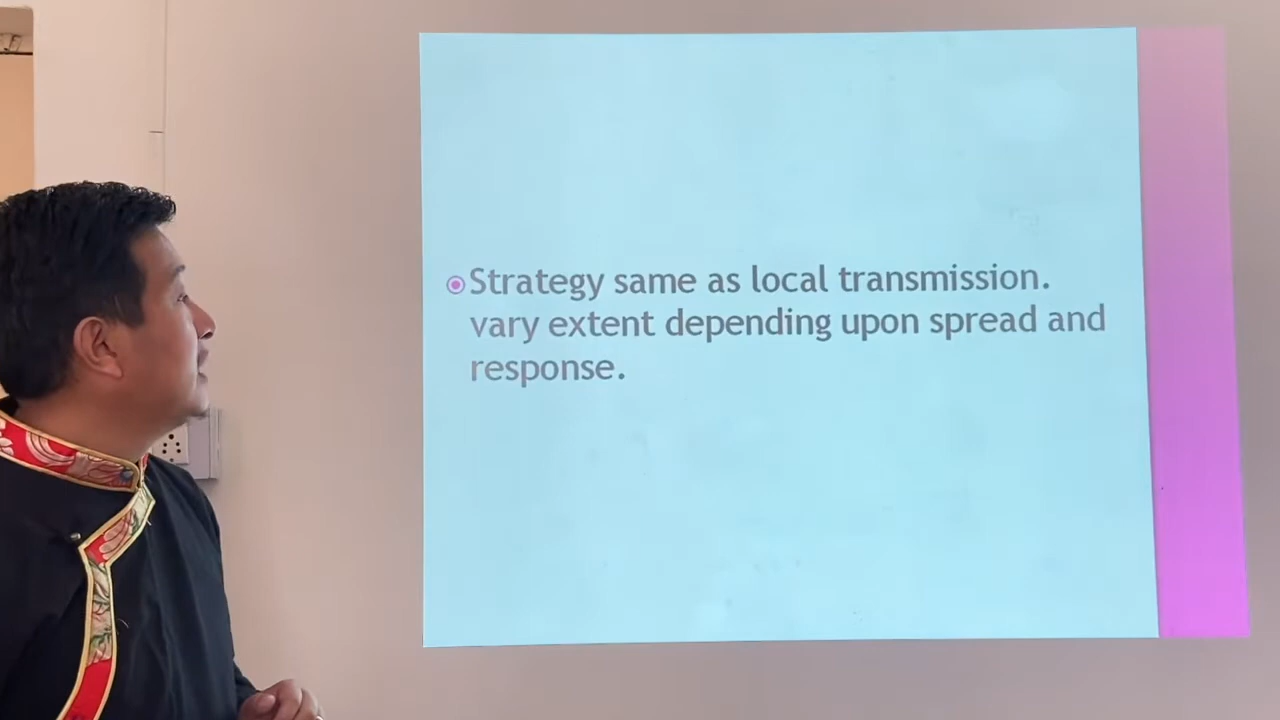 Strategy same as local transmission.
vary extent depending upon spread and
response.